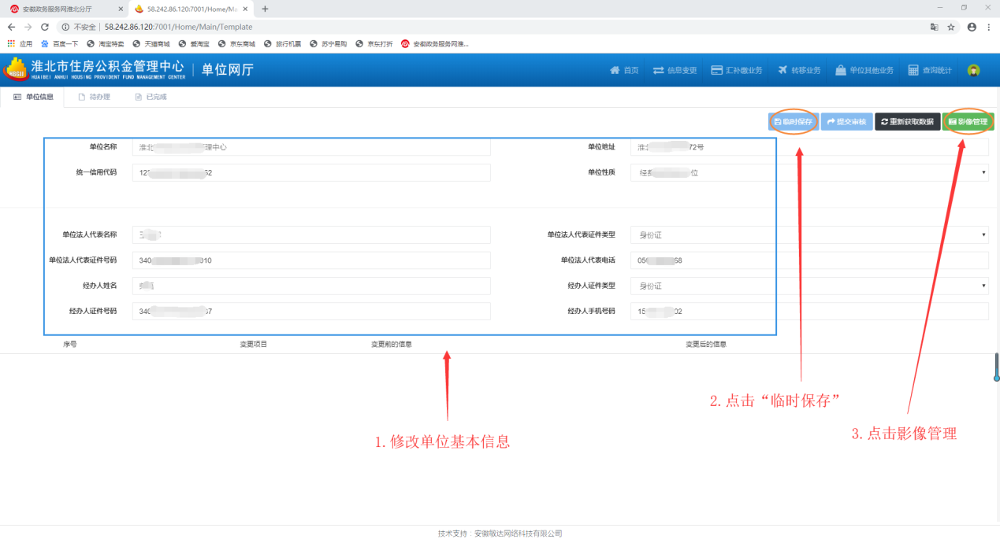 安徽政务服务网淮北分厅
58.242.86.120:7001/Home/Ma
不安全 58.242.86.120:7001/Home/Main/Template
应用 百度一下 淘宝特卖 天猫商城 爱淘宝 京东商城 旅行机票 苏宁易购 京东打折 安徽政务服务网淮...
淮北市住房公积金管理中心 单位网厅
HUAIBEI ANHUI HOUSING PROVIDENT FUND MANAGEMENT CENTER
首页 信息变更 汇补缴业务 转移业务 单位其他业务 查询统计
单位信息 待办理 已完成
临时保存 提交审核 重新获取数据 影像管理
单位名称 淮北 理中心 单位地址 72号
统一信用代码 12 52 单位性质 位
单位法人代表名称 单位法人代表证件类型 身份证
单位法人代表证件号码 340 010 单位法人代表电话 05 68
经办人姓名 经办人证件类型 身份证
经办人证件号码 340 37 经办人手机号码 15 02
序号 变更项目 变更前的信息 变更后的信息
2.点击“临时保存”
3.点击影像管理
1.修改单位基本信息
技术支持：安徽敏达网络科技有限公司